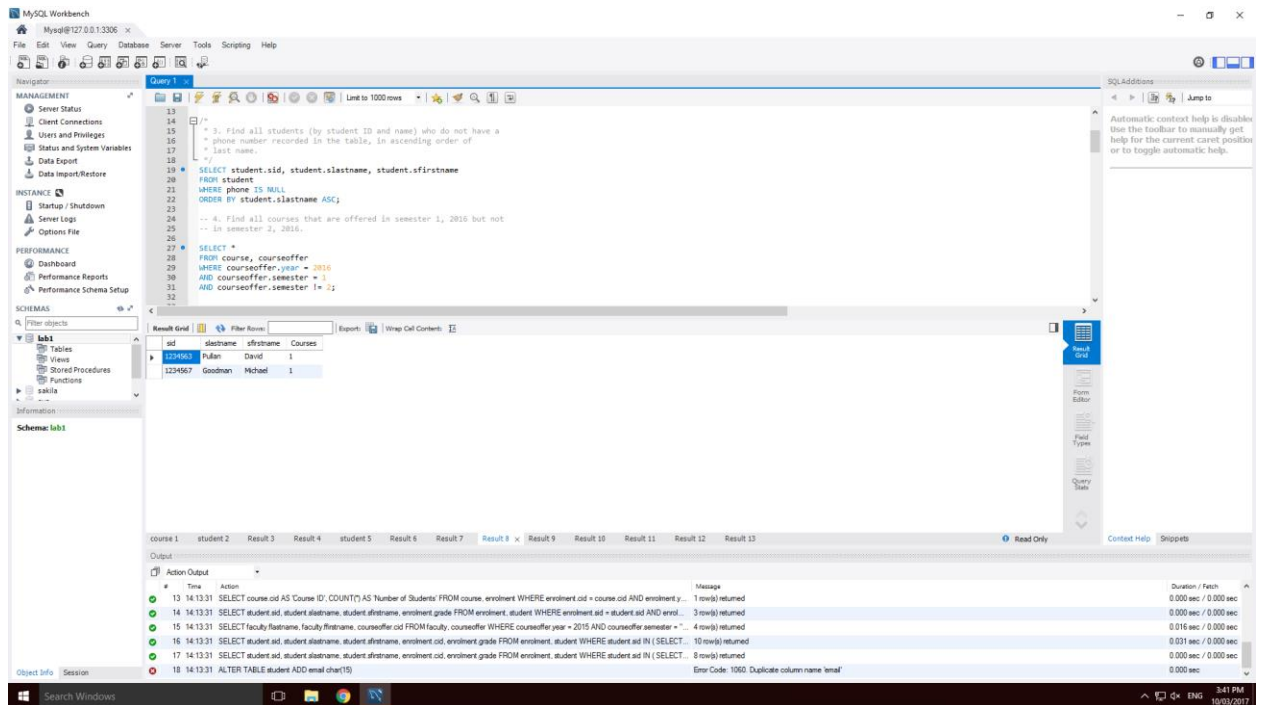 MySQL Workbench
Mysql@127.0.0.1:3306 ×
File Edit View Query Database Server Tools Scripting Help
Navigator
MANAGEMENT
Server Status
Client Connections
Users and Privileges
Status and System Variables
Data Export
Data Import/Restore
INSTANCE
Startup / Shutdown
Server Logs
Options File
PERFORMANCE
Dashboard
Performance Reports
Performance Schema Setup
SCHEMAS
Filter objects
lab1
Tables
Views
Stored Procedures
Functions
sakila
Information
Schema: lab1
Object Info Session
Query 1 ×
Limit to 1000 rows
13
14 /*
15 * 3. Find all students (by student ID and name) who do not have a
16 * phone number recorded in the table, in ascending order of
17 * last name.
18 */
19 SELECT student.sid, student.slastname, student.sfirstname
20 FROM student
21 WHERE phone IS NULL
22 ORDER BY student.slastname ASC;
23
24 -- 4. Find all courses that are offered in semester 1, 2016 but not
25 -- in semester 2, 2016.
26
27 SELECT *
28 FROM course, courseoffer
29 WHERE courseoffer.year = 2016
30 AND courseoffer.semester = 1
31 AND courseoffer.semester != 2;
32
Result Grid Filter Rows: Export: Wrap Cell Content:
sid slastname sfirstname Courses
1234563 Pullan David 1
1234567 Goodman Michael 1
Result Grid
Form Editor
Field Types
Query Stats
course 1 student 2 Result 3 Result 4 student 5 Result 6 Result 7 Result 8 × Result 9 Result 10 Result 11 Result 12 Result 13 Read Only
Output
Action Output
# Time Action Message Duration / Fetch
13 14:13:31 SELECT course.cid AS 'Course ID', COUNT(*) AS 'Number of Students' FROM course, enrolment WHERE enrolment.cid = course.cid AND enrolment.y... 1 row(s) returned 0.000 sec / 0.000 sec
14 14:13:31 SELECT student.sid, student.slastname, student.sfirstname, enrolment.grade FROM enrolment, student WHERE enrolment.sid = student.sid AND enrol... 3 row(s) returned 0.000 sec / 0.000 sec
15 14:13:31 SELECT faculty.flastname, faculty.ffirstname, courseoffer.cid FROM faculty, courseoffer WHERE courseoffer.year = 2015 AND courseoffer.semester = "... 4 row(s) returned 0.016 sec / 0.000 sec
16 14:13:31 SELECT student.sid, student.slastname, student.sfirstname, enrolment.cid, enrolment.grade FROM enrolment, student WHERE student.sid IN ( SELECT... 10 row(s) returned 0.031 sec / 0.000 sec
17 14:13:31 SELECT student.sid, student.slastname, student.sfirstname, enrolment.cid, enrolment.grade FROM enrolment, student WHERE student.sid IN ( SELECT... 8 row(s) returned 0.000 sec / 0.000 sec
18 14:13:31 ALTER TABLE student ADD email char(15) Error Code: 1060. Duplicate column name 'email' 0.000 sec
SQLAdditions
Jump to
Automatic context help is disabled
Use the toolbar to manually get
help for the current caret position
or to toggle automatic help.
Context Help Snippets
Search Windows
ENG
3:41 PM
10/03/2017